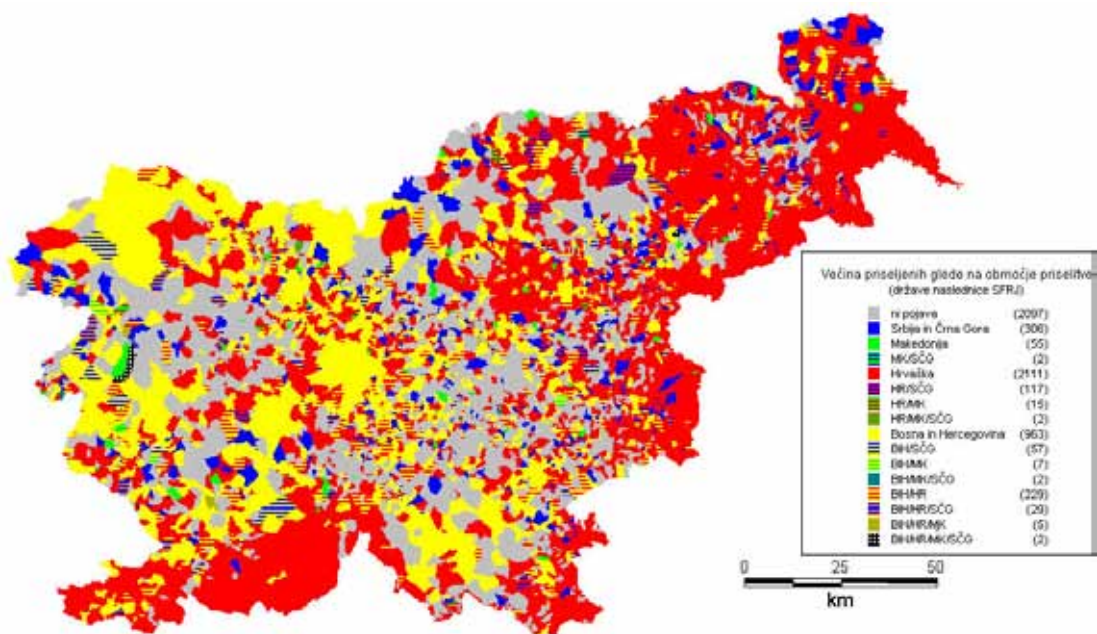 Večina priseljenih glede na območje priselitve
(države naslednice SFRJ)
ni pojava (2097)
Srbija in Črna Gora (306)
Makedonija (55)
MK/SČG (2)
Hrvaška (2111)
HR/SČG (117)
HR/MK (15)
HR/MK/SČG (2)
Bosna in Hercegovina (963)
BIH/SČG (57)
BIH/MK (7)
BIH/MK/SČG (2)
BIH/HR (229)
BIH/HR/SČG (29)
BIH/HR/MK (5)
BIH/HR/MK/SČG (2)
0 25 50
km